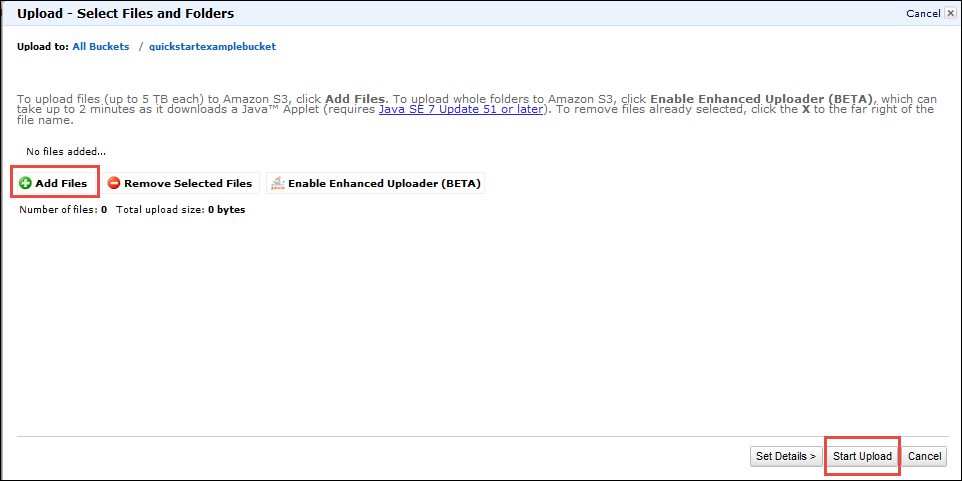 Upload - Select Files and Folders
Cancel
Upload to: All Buckets / quickstartexamplebucket
To upload files (up to 5 TB each) to Amazon S3, click Add Files. To upload whole folders to Amazon S3, click Enable Enhanced Uploader (BETA), which can
take up to 2 minutes as it downloads a Java™ Applet (requires Java SE 7 Update 51 or later). To remove files already selected, click the X to the far right of the
file name.
No files added...
Add Files Remove Selected Files Enable Enhanced Uploader (BETA)
Number of files: 0 Total upload size: 0 bytes
Set Details > Start Upload Cancel